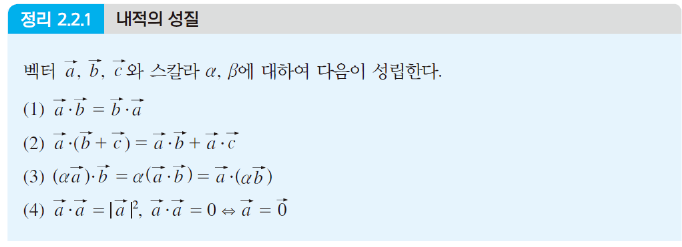 정리 2.2.1 내적의 성질
벡터 \(\vec{a}\), \(\vec{b}\), \(\vec{c}\)와 스칼라 α, β에 대하여 다음이 성립한다.
(1) \(\vec{a}\cdot\vec{b} = \vec{b}\cdot\vec{a}\)
(2) \(\vec{a}\cdot(\vec{b}+\vec{c}) = \vec{a}\cdot\vec{b}+\vec{a}\cdot\vec{c}\)
(3) \((\alpha\vec{a})\cdot\vec{b} = \alpha(\vec{a}\cdot\vec{b}) = \vec{a}\cdot(\alpha\vec{b})\)
(4) \(\vec{a}\cdot\vec{a} = |\vec{a}|^2\), \(\vec{a}\cdot\vec{a} = 0 \Leftrightarrow \vec{a} = \vec{0}\)